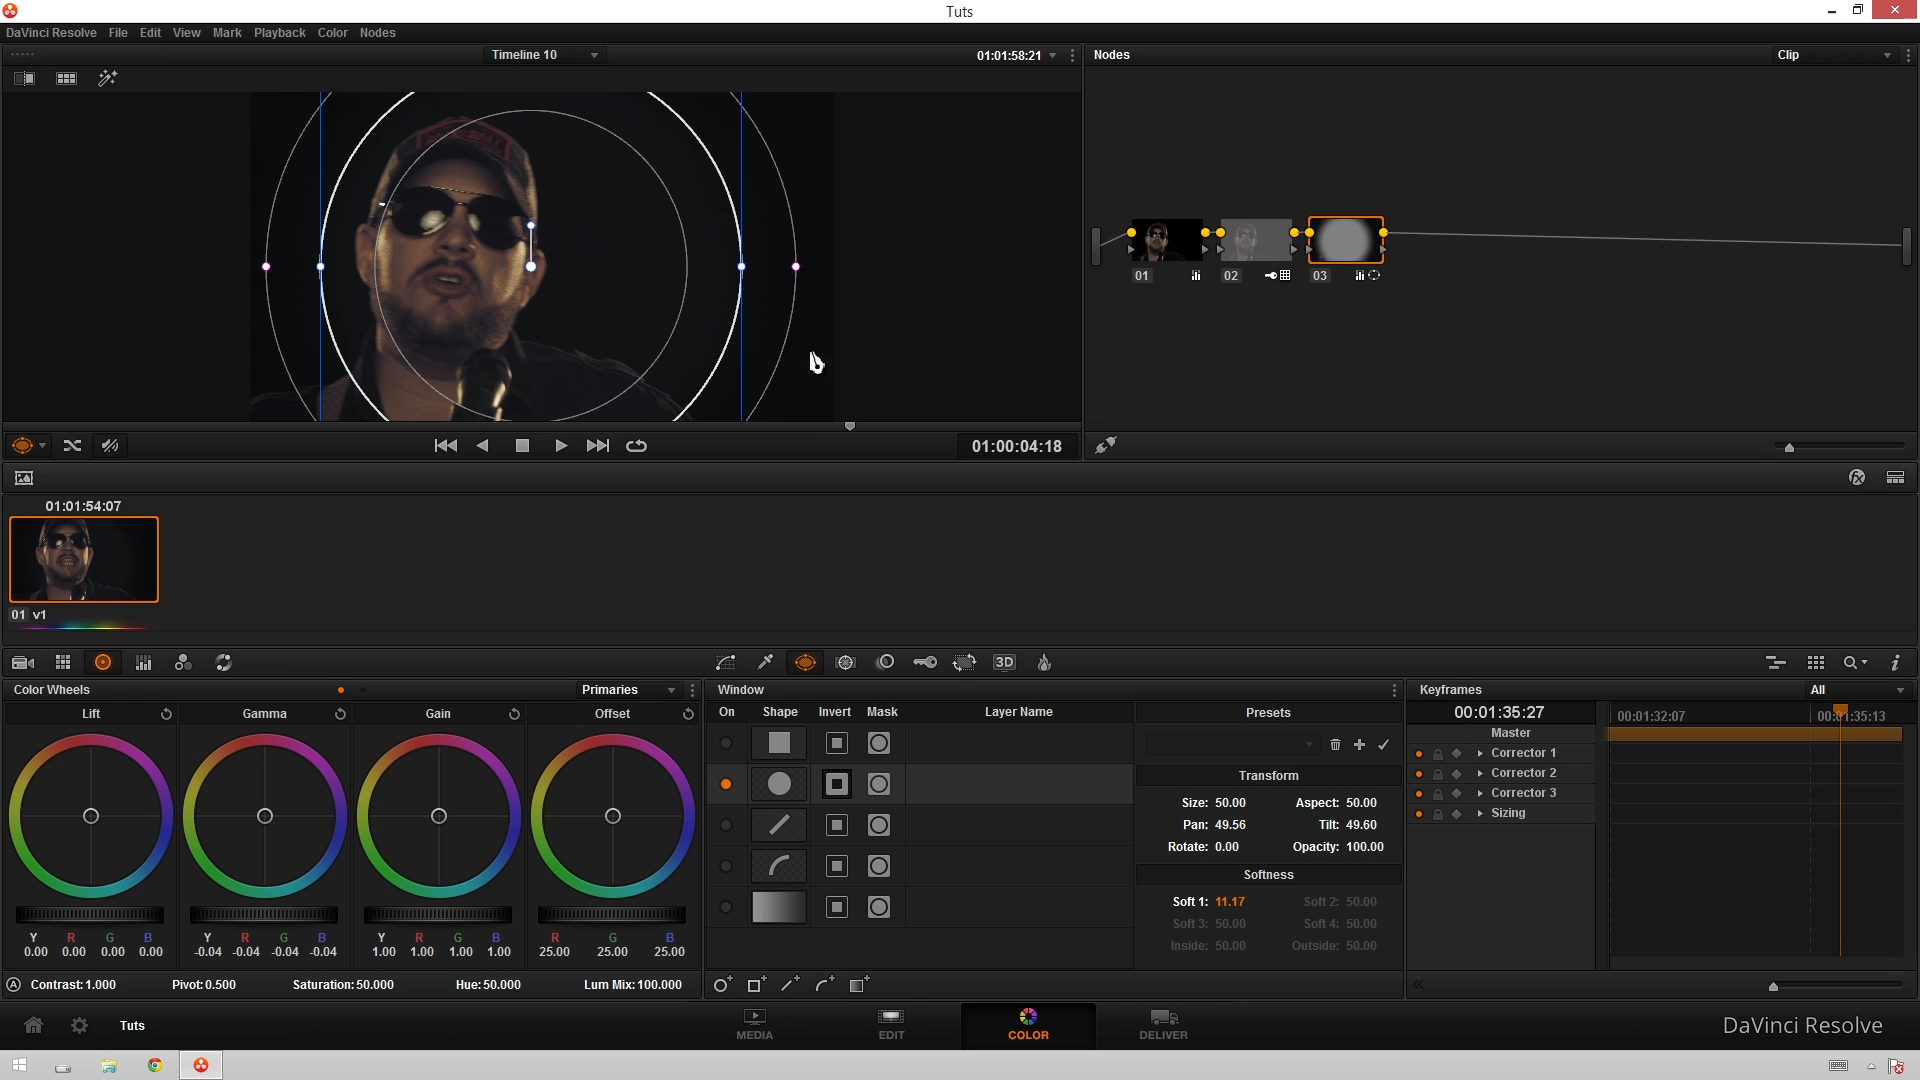 Tuts
DaVinci Resolve File Edit View Mark Playback Color Nodes
Timeline 10 01:01:58:21 Nodes Clip
01 02 03
01:00:04:18
01:01:54:07
01 v1
3D
Color Wheels Primaries Window Keyframes All
Lift Gamma Gain Offset On Shape Invert Mask Layer Name Presets 00:01:35:27 00:01:32:07 00:01:35:13
Master
Corrector 1
Corrector 2
Corrector 3
Sizing
Transform
Size: 50.00 Aspect: 50.00
Pan: 49.56 Tilt: 49.60
Rotate: 0.00 Opacity: 100.00
Softness
Soft 1: 11.17 Soft 2: 50.00
Soft 3: 50.00 Soft 4: 50.00
Inside: 50.00 Outside: 50.00
Y R G B Y R G B Y R G B R G B
0.00 0.00 0.00 0.00 -0.04 -0.04 -0.04 -0.04 1.00 1.00 1.00 1.00 25.00 25.00 25.00
A Contrast: 1.000 Pivot: 0.500 Saturation: 50.000 Hue: 50.000 Lum Mix: 100.000
Tuts MEDIA EDIT COLOR DELIVER DaVinci Resolve